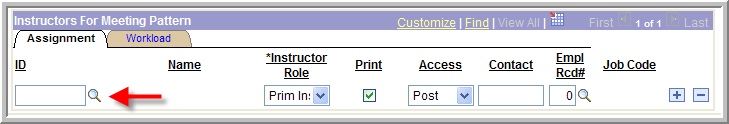 Instructors For Meeting Pattern Customize | Find | View All | First 1 of 1 Last
Assignment Workload
ID Name *Instructor Role Print Access Contact Empl Rcd# Job Code
Prim Ins Post 0